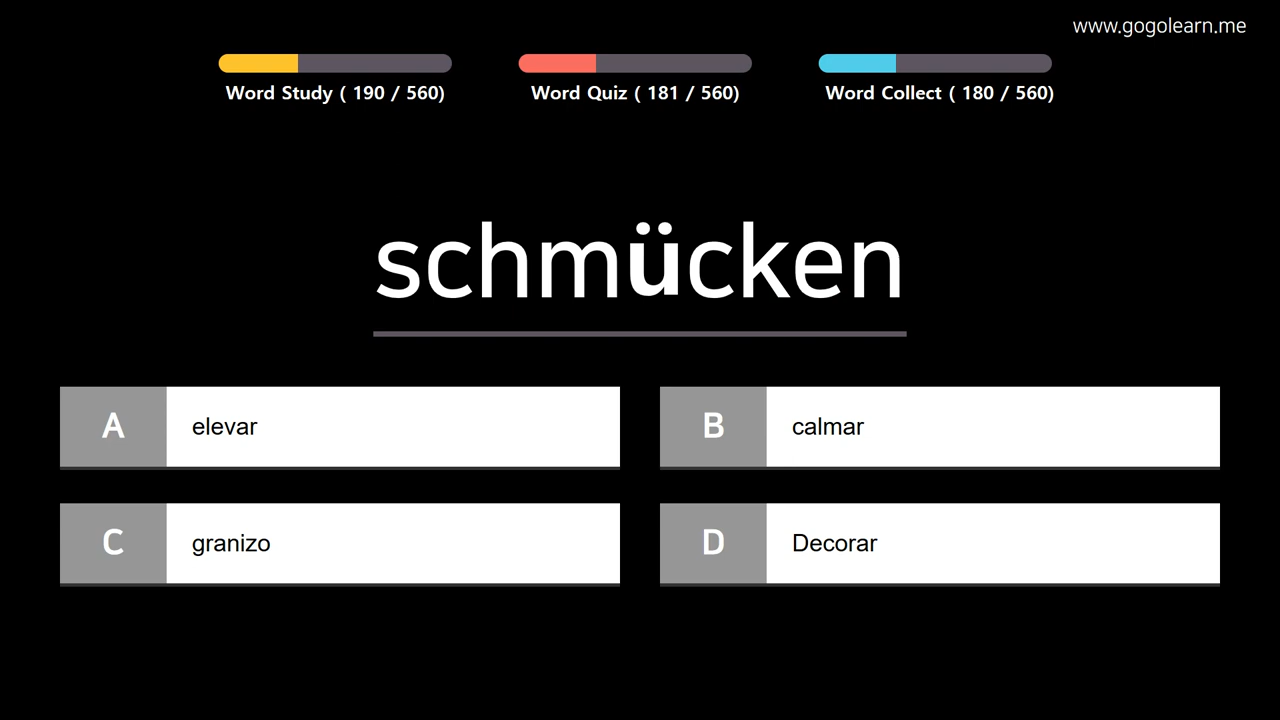 www.gogolearn.me
Word Study ( 190 / 560)
Word Quiz ( 181 / 560)
Word Collect ( 180 / 560)
schmücken
A elevar
B calmar
C granizo
D Decorar